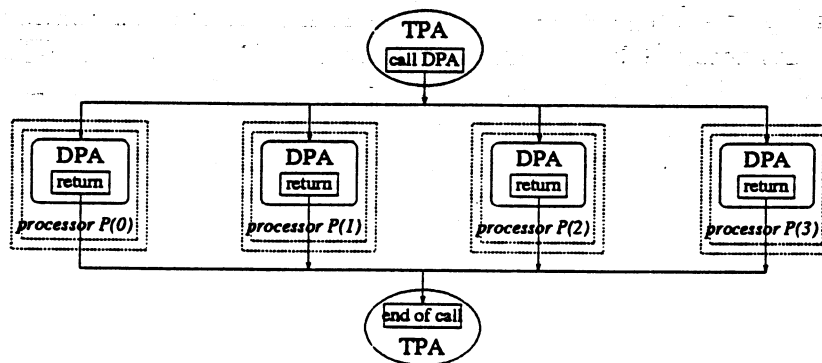 TPA
call DPA
DPA
return
processor P(0)
DPA
return
processor P(1)
DPA
return
processor P(2)
DPA
return
processor P(3)
end of call
TPA